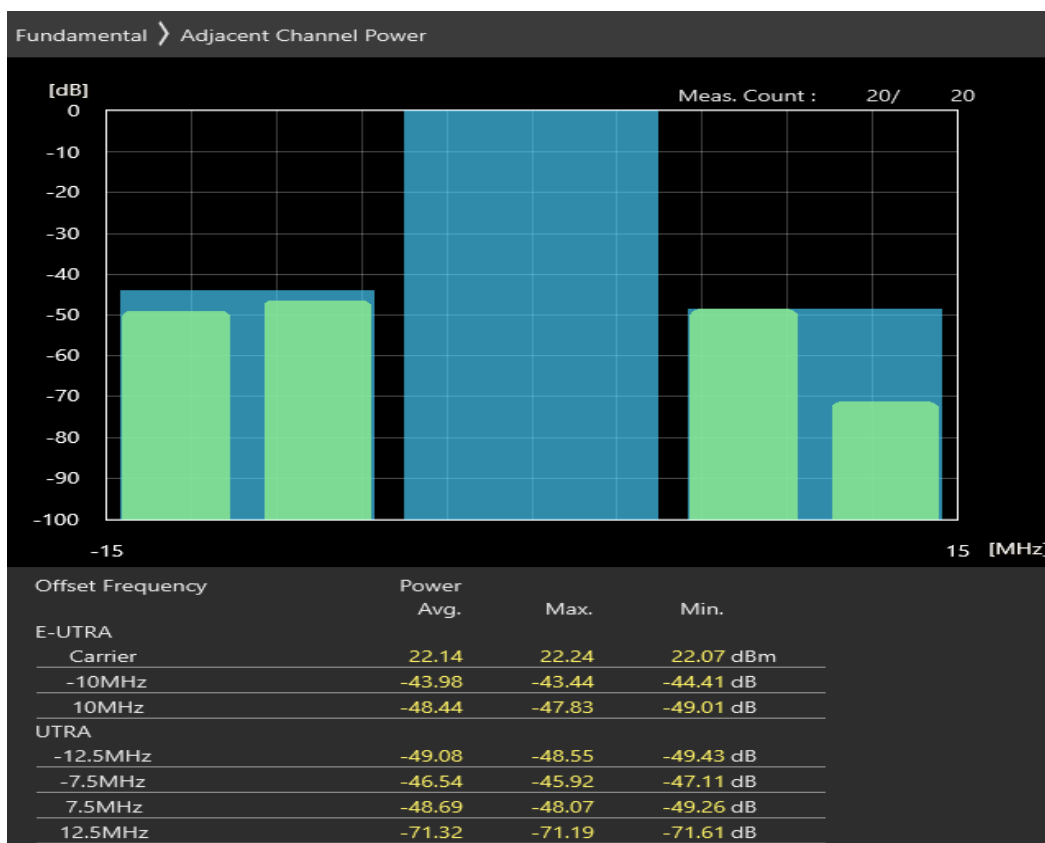 Fundamental 》 Adjacent Channel Power
[dB]
Meas. Count : 20/ 20
0
-10
-20
-30
-40
-50
-60
-70
-80
-90
-100
-15 15 [MHz]
Offset Frequency Power
Avg. Max. Min.
E-UTRA
Carrier 22.14 22.24 22.07 dBm
-10MHz -43.98 -43.44 -44.41 dB
10MHz -48.44 -47.83 -49.01 dB
UTRA
-12.5MHz -49.08 -48.55 -49.43 dB
-7.5MHz -46.54 -45.92 -47.11 dB
7.5MHz -48.69 -48.07 -49.26 dB
12.5MHz -71.32 -71.19 -71.61 dB